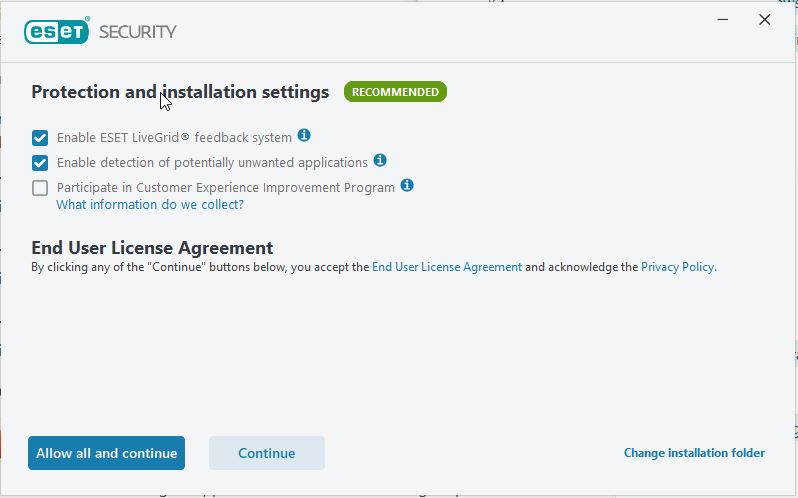 eset® SECURITY
Protection and installation settings RECOMMENDED
Enable ESET LiveGrid® feedback system
Enable detection of potentially unwanted applications
Participate in Customer Experience Improvement Program
What information do we collect?
End User License Agreement
By clicking any of the "Continue" buttons below, you accept the End User License Agreement and acknowledge the Privacy Policy.
Allow all and continue Continue Change installation folder